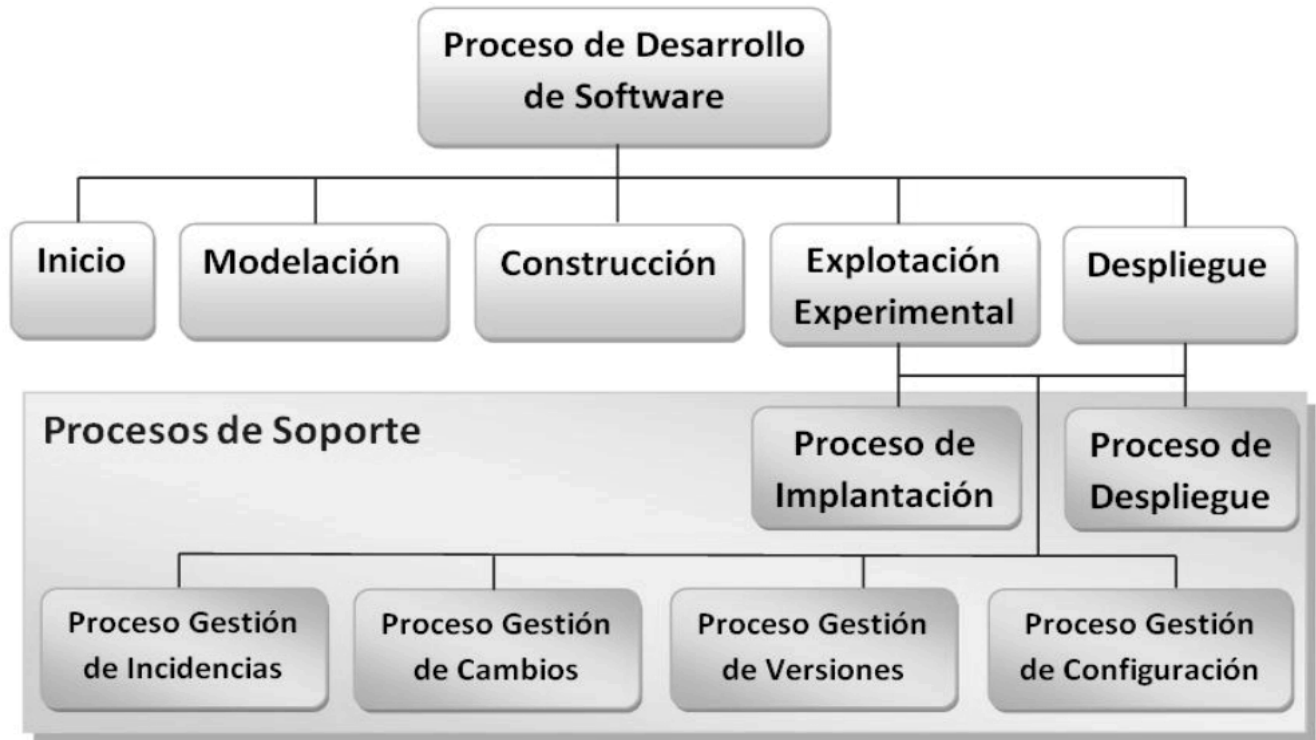 Proceso de Desarrollo
de Software
Inicio
Modelación
Construcción
Explotación
Experimental
Despliegue
Procesos de Soporte
Proceso de
Implantación
Proceso de
Despliegue
Proceso Gestión
de Incidencias
Proceso Gestión
de Cambios
Proceso Gestión
de Versiones
Proceso Gestión
de Configuración